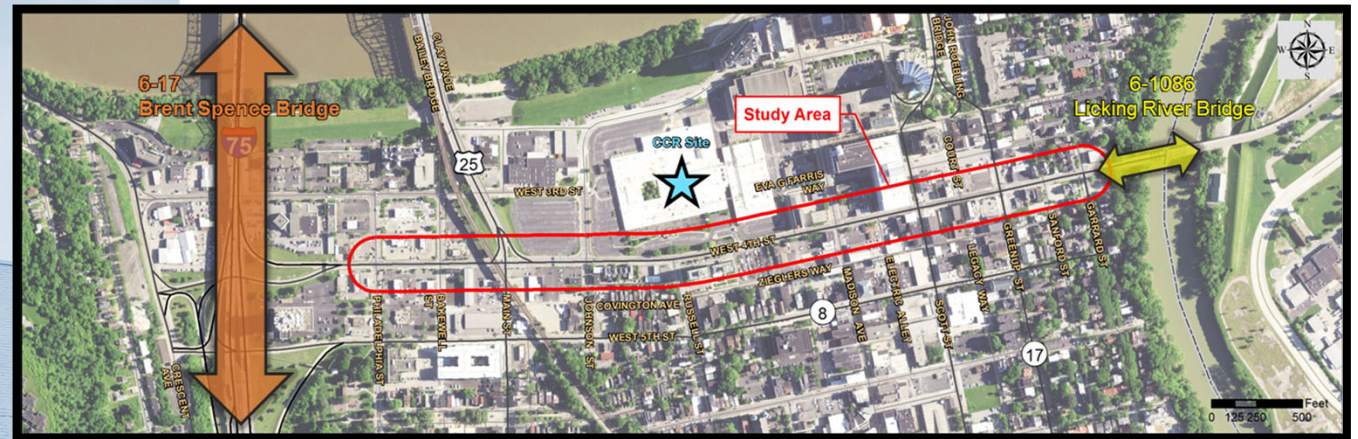 6-17
Brent Spence Bridge
75
CLAY WADE
BAILEY BRIDGE
25
WEST 3RD ST
CCR Site
Study Area
EVA G FARRIS
WAY
JOHN ROEBLING
BRIDGE
COURT ST
6-1086
Licking River Bridge
N
W
E
S
WEST 4TH ST
ZIEGLERS WAY
COVINGTON AVE
WEST 5TH ST
8
17
CRESCENT
AVE
PHILADELPHIA ST
BAKEWELL
ST
MAIN ST
JOHNSON ST
RUSSELL ST
MADISON AVE
ELECTRIC ALLEY
SCOTT ST
LEGACY WAY
GREENUP ST
SANFORD ST
GARRARD ST
Feet
0 125 250 500